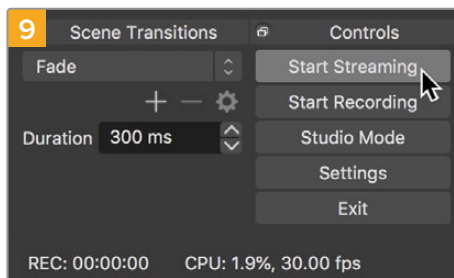 9
Scene Transitions
Controls
Fade
Start Streaming
Start Recording
Duration 300 ms
Studio Mode
Settings
Exit
REC: 00:00:00 CPU: 1.9%, 30.00 fps